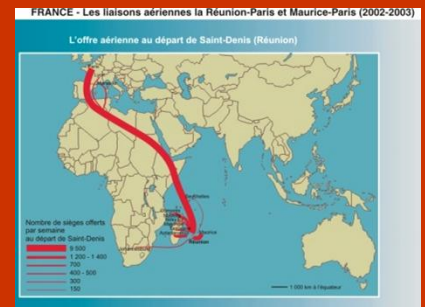 FRANCE - Les liaisons aériennes la Réunion-Paris et Maurice-Paris (2002-2003)
L'offre aérienne au départ de Saint-Denis (Réunion)
Maurice
Réunion
Nombre de sièges offerts
par semaine
au départ de Saint-Denis
9 500
1 200 - 1 400
700
400 - 500
300
150
1 000 km à l'équateur